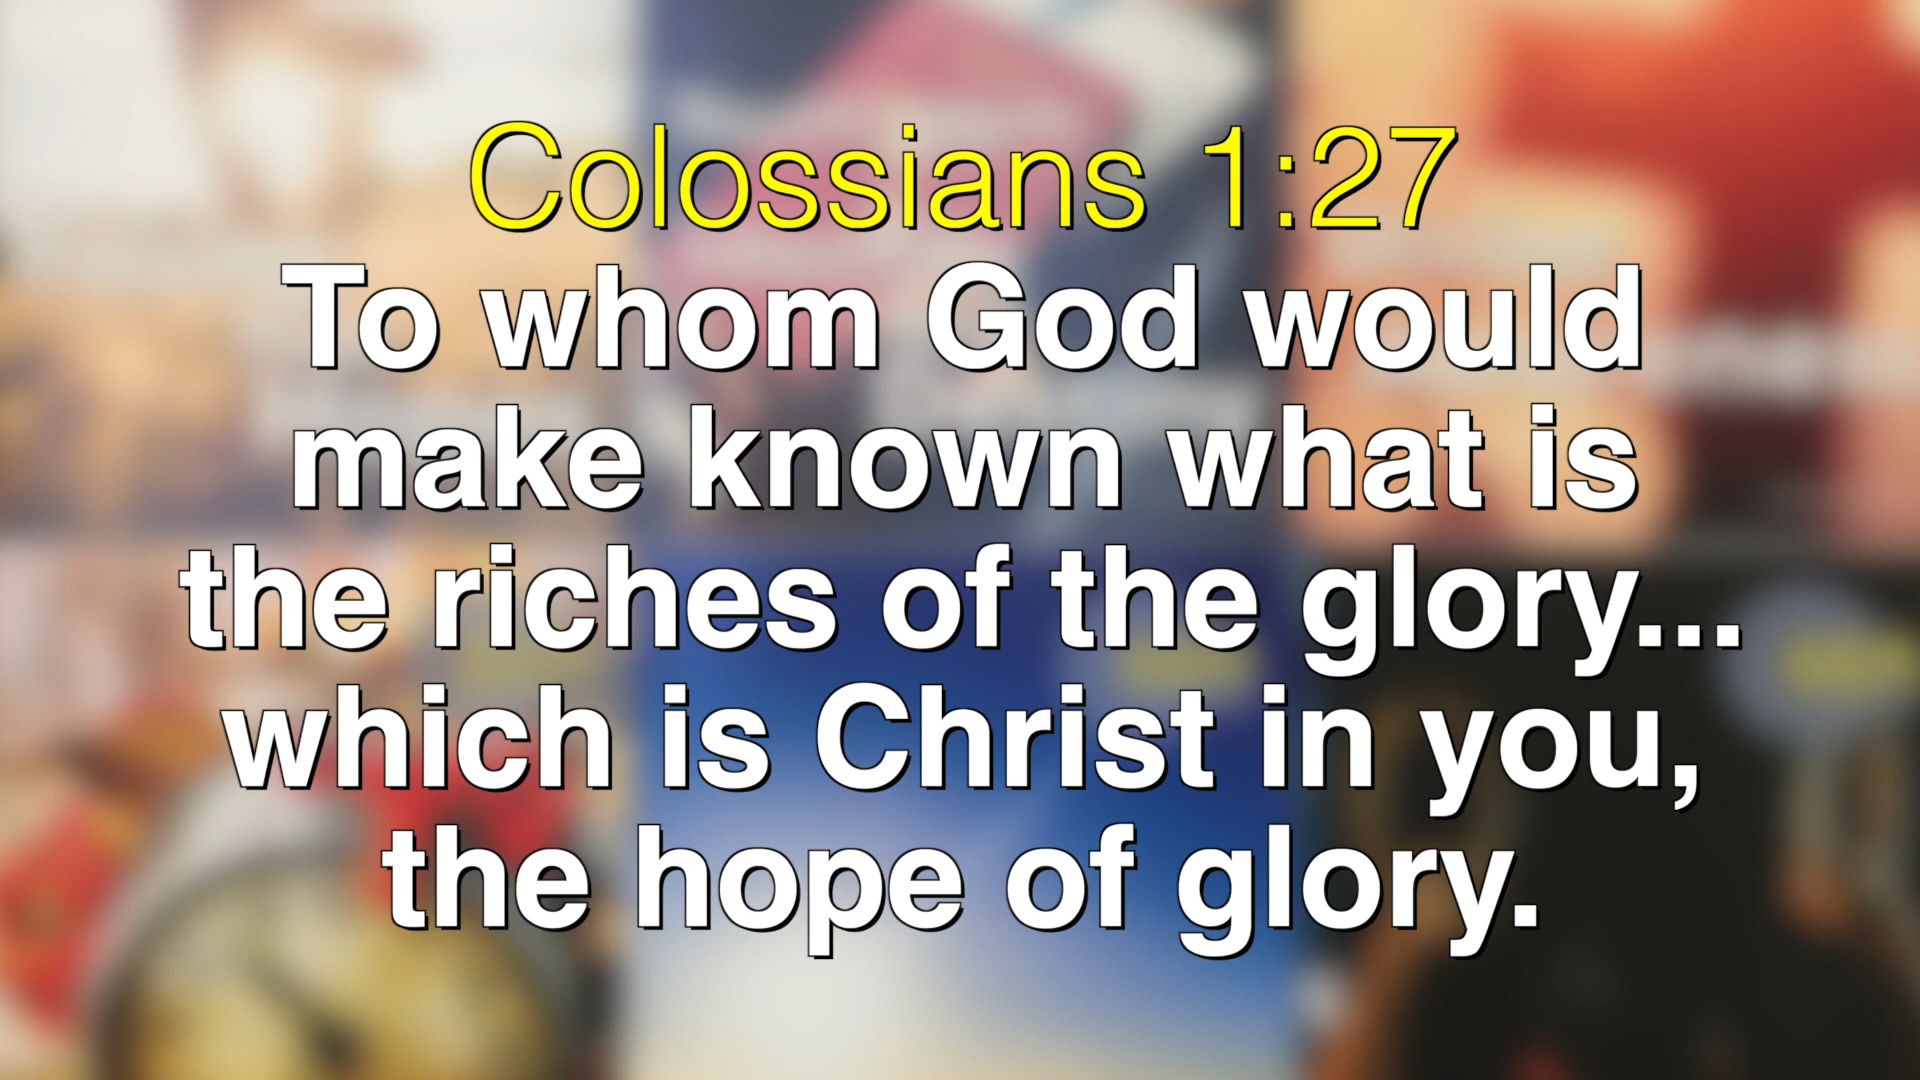 Colossians 1:27
To whom God would
make known what is
the riches of the glory...
which is Christ in you,
the hope of glory.